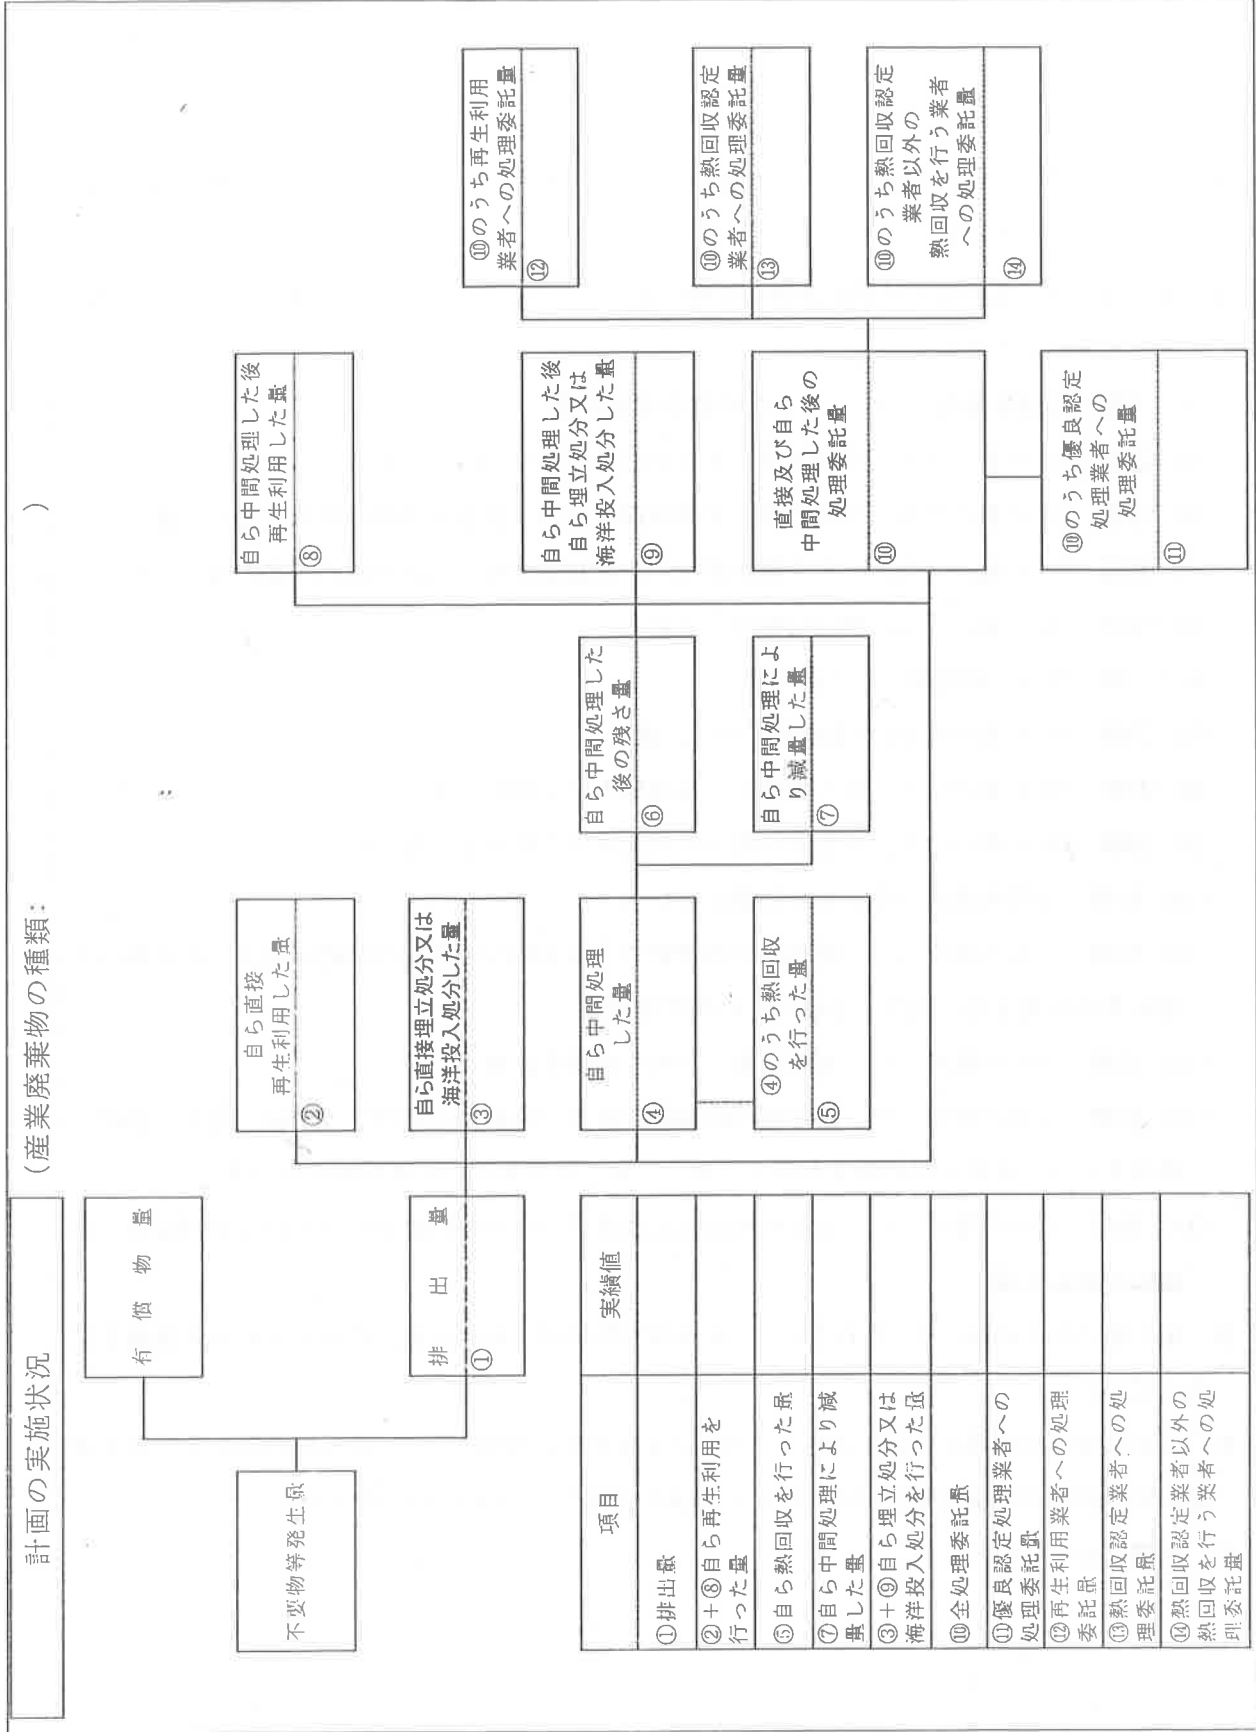 計画の実施状況
（産業廃棄物の種類：　　　　　　　　）
不要物等発生量
有償物量
排出量
①
自ら直接
再生利用した量
②
自ら直接埋立処分又は
海洋投入処分した量
③
自ら中間処理
した量
④
④のうち熱回収
を行った量
⑤
自ら中間処理した
後の残さ量
⑥
自ら中間処理によ
り減量した量
⑦
自ら中間処理した後
再生利用した量
⑧
自ら中間処理した後
自ら埋立処分又は
海洋投入処分した量
⑨
直接及び自ら
中間処理した後の
処理委託量
⑩
⑩のうち優良認定
処理業者への
処理委託量
⑪
⑩のうち再生利用
業者への処理委託量
⑫
⑩のうち熱回収認定
業者への処理委託量
⑬
⑩のうち熱回収認定
業者以外の
熱回収を行う業者
への処理委託量
⑭
項目
実績値
①排出量
②＋⑧自ら再生利用を
行った量
⑤自ら熱回収を行った量
⑦自ら中間処理により減
量した量
③＋⑨自ら埋立処分又は
海洋投入処分を行った量
⑩全処理委託量
⑪優良認定処理業者への
処理委託量
⑫再生利用業者への処理
委託量
⑬熱回収認定業者への処
理委託量
⑭熱回収認定業者以外の
熱回収を行う業者への処
理委託量